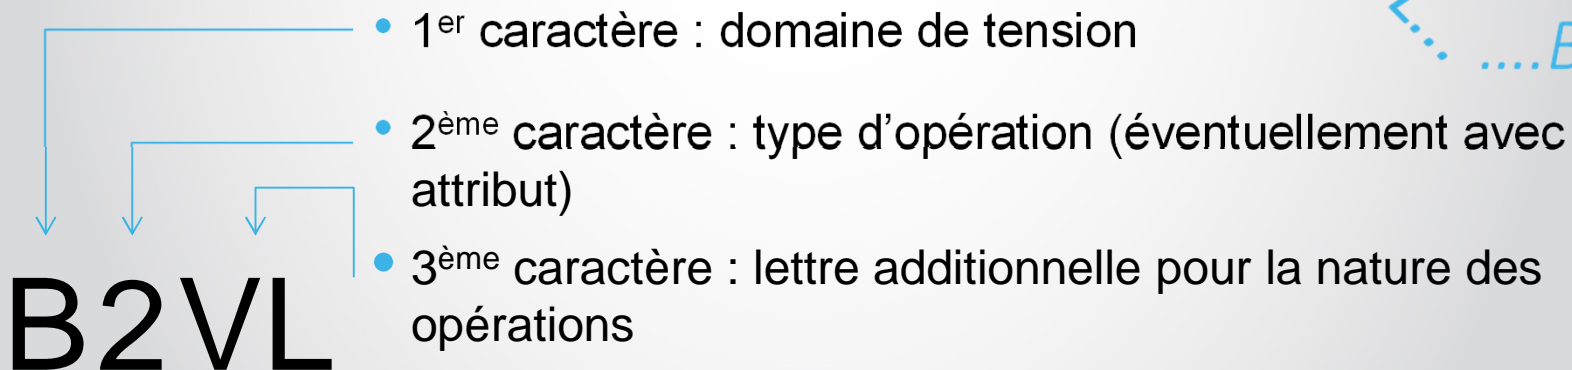 1er caractère : domaine de tension
....
2ème caractère : type d’opération (éventuellement avec
attribut)
3ème caractère : lettre additionnelle pour la nature des
opérations
B2VL